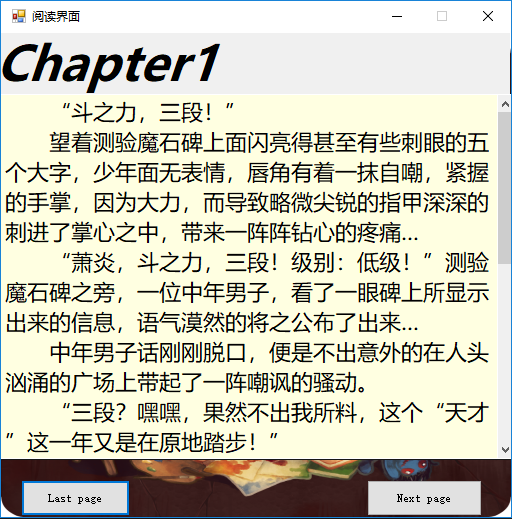 阅读界面
Chapter1
“斗之力，三段！”
望着测验魔石碑上面闪亮得甚至有些刺眼的五
个大字，少年面无表情，唇角有着一抹自嘲，紧握
的手掌，因为大力，而导致略微尖锐的指甲深深的
刺进了掌心之中，带来一阵阵钻心的疼痛...
“萧炎，斗之力，三段！级别：低级！”测验
魔石碑之旁，一位中年男子，看了一眼碑上所显示
出来的信息，语气漠然的将之公布了出来...
中年男子话刚刚脱口，便是不出意外的在人头
汹涌的广场上带起了一阵嘲讽的骚动。
“三段？嘿嘿，果然不出我所料，这个“天才
”这一年又是在原地踏步！”
Last page
Next page